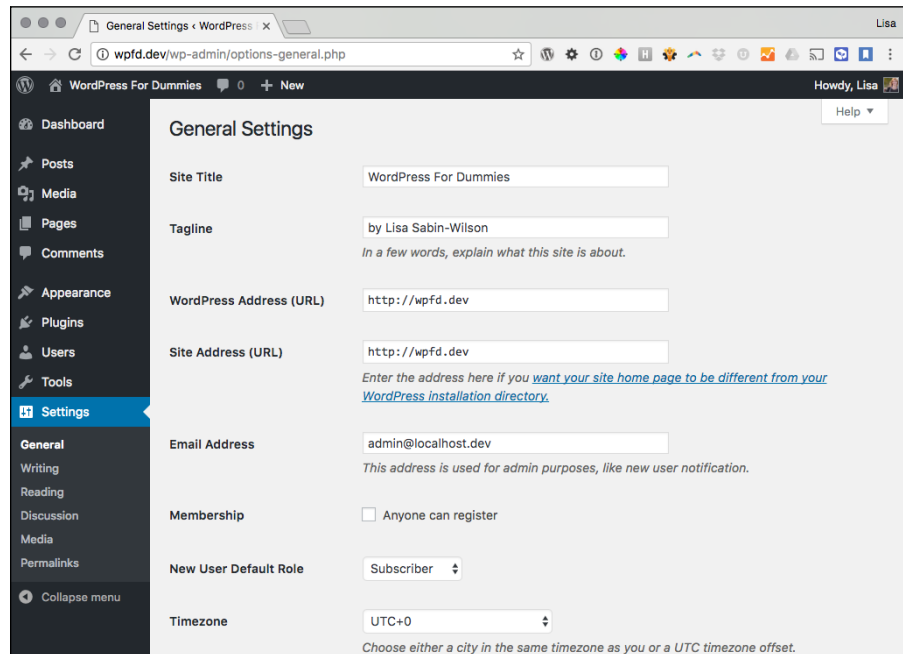 General Settings ‹ WordPress
Lisa
wpfd.dev/wp-admin/options-general.php
WordPress For Dummies 0 New
Howdy, Lisa
Help
Dashboard
Posts
Media
Pages
Comments
Appearance
Plugins
Users
Tools
Settings
General
Writing
Reading
Discussion
Media
Permalinks
Collapse menu
General Settings
Site Title
WordPress For Dummies
Tagline
by Lisa Sabin-Wilson
In a few words, explain what this site is about.
WordPress Address (URL)
http://wpfd.dev
Site Address (URL)
http://wpfd.dev
Enter the address here if you want your site home page to be different from your
WordPress installation directory.
Email Address
admin@localhost.dev
This address is used for admin purposes, like new user notification.
Membership
Anyone can register
New User Default Role
Subscriber
Timezone
UTC+0
Choose either a city in the same timezone as you or a UTC timezone offset.